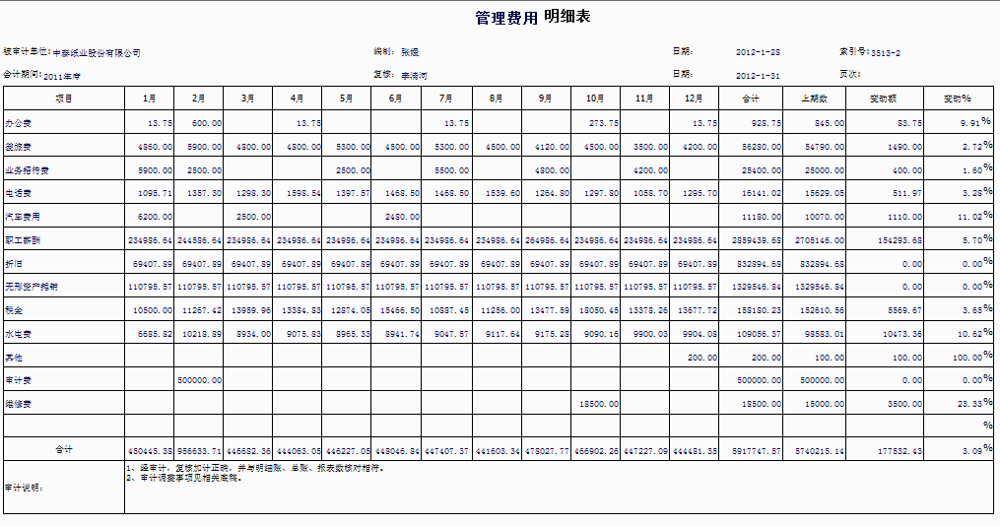 管理费用 明细表
被审计单位:中泰纸业股份有限公司 编制: 张媛 日期: 2012-1-28 索引号:3513-2
会计期间:2011年度 复核: 李清河 日期: 2012-1-31 页次:
项目 1月 2月 3月 4月 5月 6月 7月 8月 9月 10月 11月 12月 合计 上期数 变动额 变动%
办公费 13.75 600.00 13.75 13.75 273.75 13.75 928.75 845.00 83.75 9.91%
差旅费 4860.00 5900.00 4800.00 4800.00 5300.00 4500.00 5300.00 4500.00 4120.00 4500.00 3500.00 4200.00 56280.00 54790.00 1490.00 2.72%
业务招待费 5900.00 2500.00 2500.00 5500.00 4800.00 4200.00 25400.00 25000.00 400.00 1.60%
电话费 1095.71 1357.30 1298.30 1598.54 1397.57 1468.50 1468.50 1539.60 1264.80 1297.80 1058.70 1295.70 16141.02 15629.05 511.97 3.28%
汽车费用 6200.00 2500.00 2480.00 11180.00 10070.00 1110.00 11.02%
职工薪酬 234986.64 244586.64 234986.64 234986.64 234986.64 234986.64 234986.64 234986.64 264986.64 234986.64 234986.64 234986.64 2859439.68 2705146.00 154293.68 5.70%
折旧 69407.89 69407.89 69407.89 69407.89 69407.89 69407.89 69407.89 69407.89 69407.89 69407.89 69407.89 69407.89 832894.68 832894.68 0.00 0.00%
无形资产摊销 110795.57 110795.57 110795.57 110795.57 110795.57 110795.57 110795.57 110795.57 110795.57 110795.57 110795.57 110795.57 1329546.84 1329546.84 0.00 0.00%
税金 10500.00 11267.42 13959.96 13384.83 12874.05 15466.50 10887.45 11256.00 13477.59 18050.45 13378.26 13677.72 158180.23 152610.56 5569.67 3.65%
水电费 6685.82 10218.89 8934.00 9075.83 8965.33 8941.74 9047.57 9117.64 9175.28 9090.16 9900.03 9904.08 109056.37 98583.01 10473.36 10.62%
其他 200.00 200.00 100.00 100.00 100.00%
审计费 500000.00 500000.00 500000.00 0.00 0.00%
维修费 18500.00 18500.00 15000.00 3500.00 23.33%
%
合计 450445.38 956633.71 446682.36 444063.05 446227.05 448046.84 447407.37 441603.34 478027.77 466902.26 447227.09 444481.35 5917747.57 5740215.14 177532.43 3.09%
审计说明:
1、经审计，复核加计正确，并与明细账、总账、报表数核对相符。
2、审计调整事项见相关底稿。